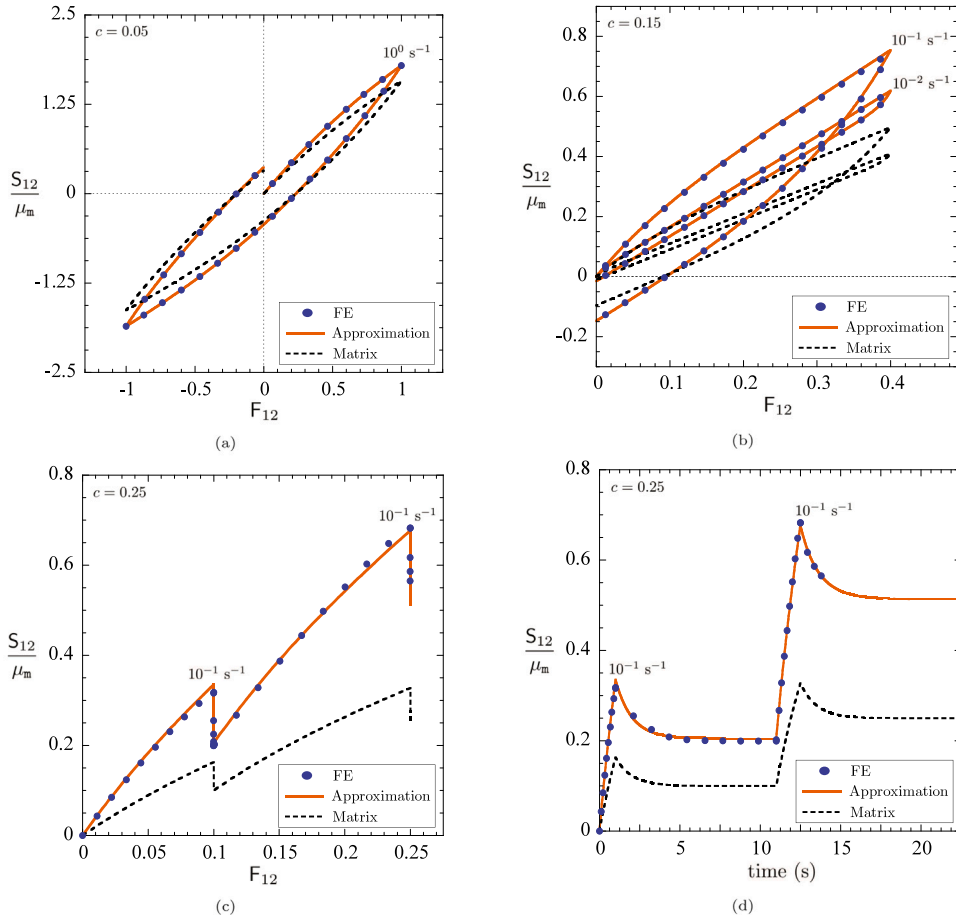 2.5
c = 0.05
10⁰ s⁻¹
1.25
S₁₂
μₘ
0
-1.25
FE
Approximation
Matrix
-2.5
-1
-0.5
0
0.5
1
F₁₂
(a)
c = 0.15
0.8
10⁻¹ s⁻¹
10⁻² s⁻¹
0.6
0.4
S₁₂
μₘ
0.2
0
-0.2
FE
Approximation
Matrix
0
0.1
0.2
0.3
0.4
F₁₂
(b)
0.8
c = 0.25
10⁻¹ s⁻¹
0.6
S₁₂
μₘ
0.4
10⁻¹ s⁻¹
0.2
FE
Approximation
Matrix
0
0
0.05
0.1
0.15
0.20
0.25
F₁₂
(c)
0.8
c = 0.25
10⁻¹ s⁻¹
0.6
S₁₂
μₘ
0.4
10⁻¹ s⁻¹
0.2
FE
Approximation
Matrix
0
0
5
10
15
20
time (s)
(d)